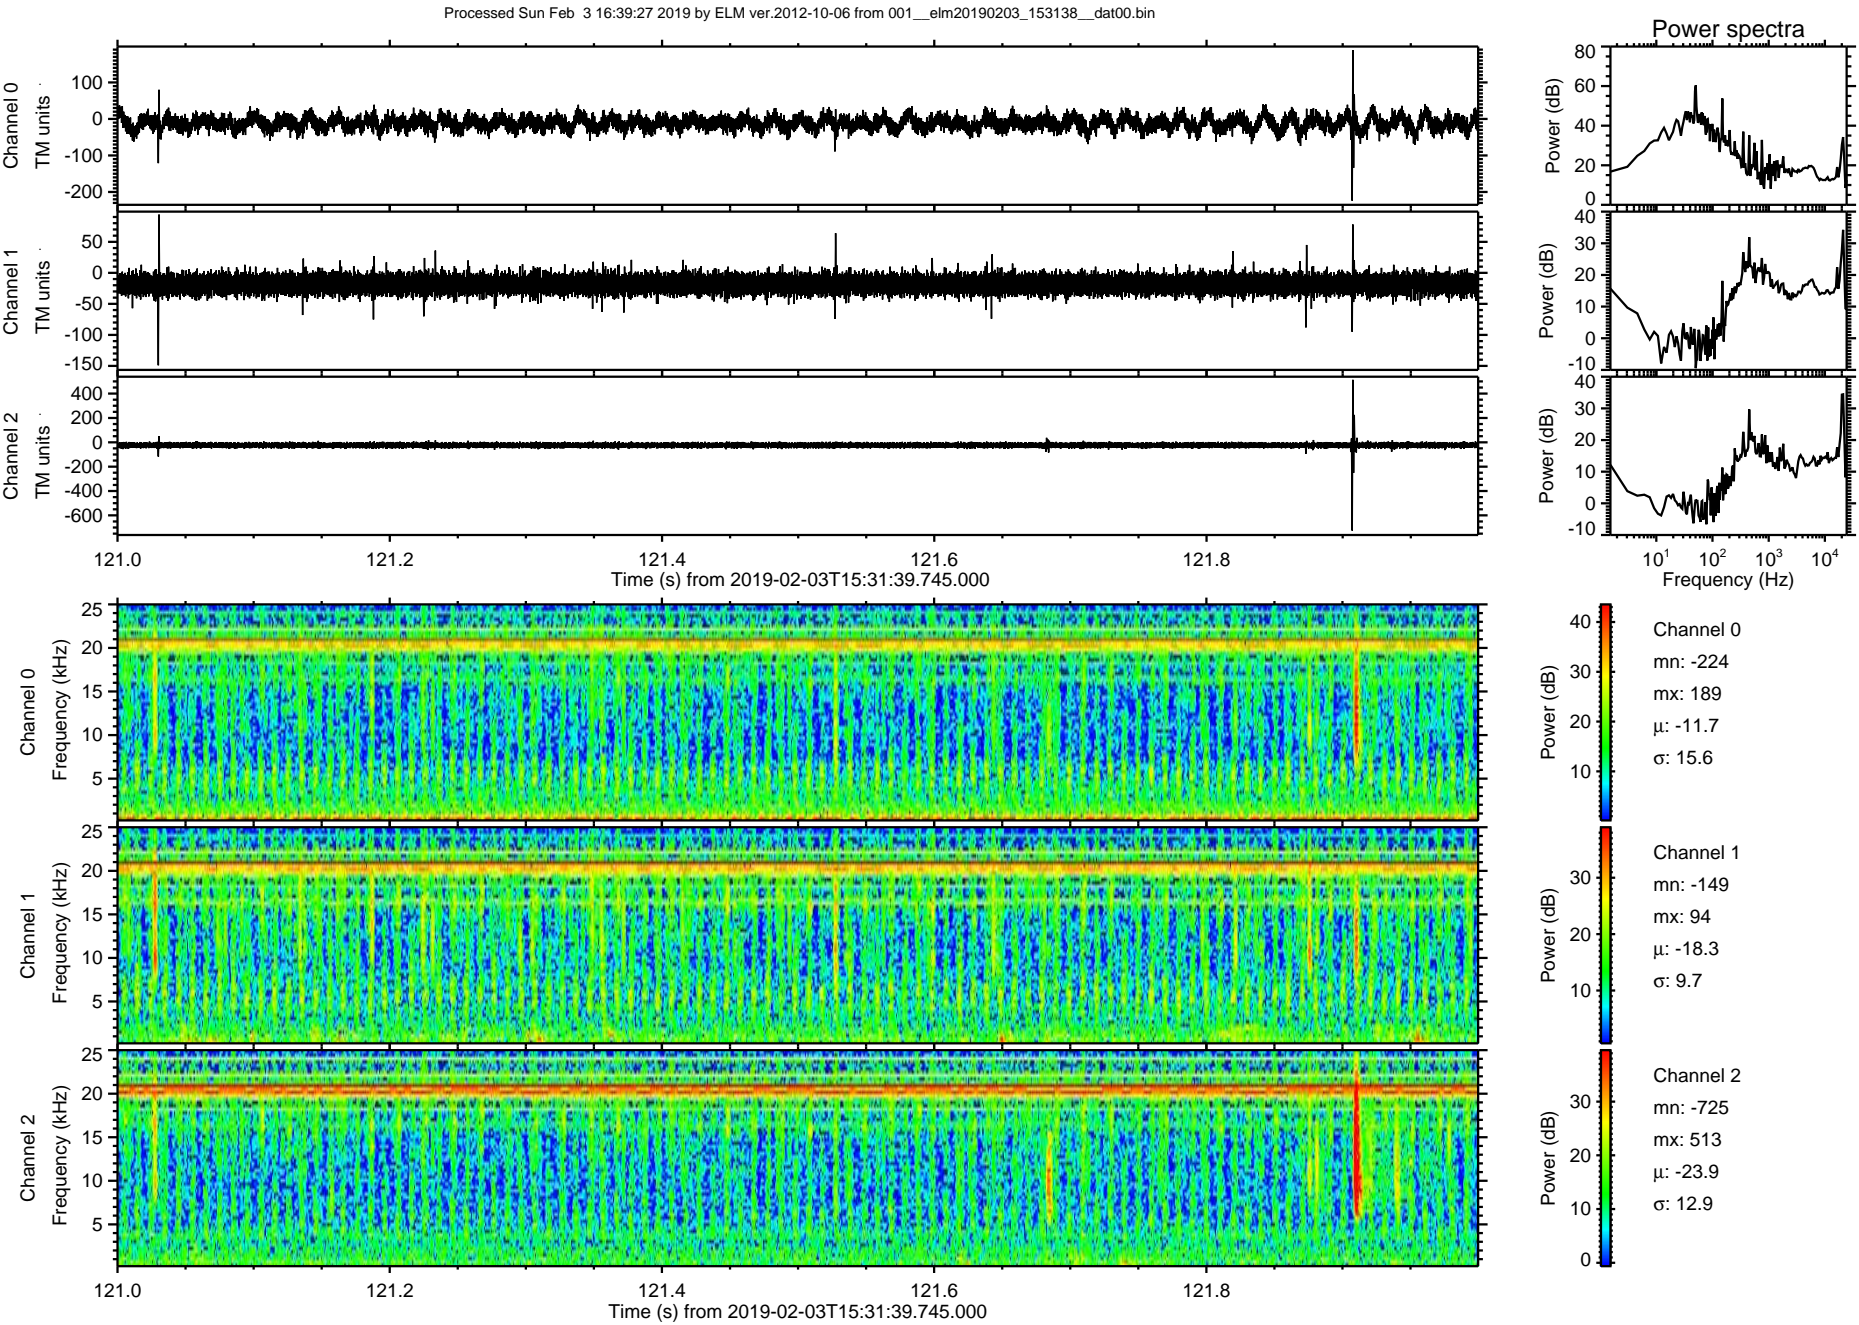 Processed Sun Feb  3 16:39:27 2019 by ELM ver.2012-10-06 from 001__elm20190203_153138__dat00.bin
Power spectra
Channel 0
TM units
100
0
-100
-200
Power (dB)
80
60
40
20
0
Channel 1
TM units
50
0
-50
-100
-150
Power (dB)
40
30
20
10
0
-10
Channel 2
TM units
400
200
0
-200
-400
-600
Power (dB)
40
30
20
10
0
-10
121.0 121.2 121.4 121.6 121.8
Time (s) from 2019-02-03T15:31:39.745.000
10¹ 10² 10³ 10⁴
Frequency (Hz)
Channel 0
Frequency (kHz)
25
20
15
10
5
Power (dB)
40
30
20
10
Channel 0
mn: -224
mx: 189
µ: -11.7
σ: 15.6
Channel 1
Frequency (kHz)
25
20
15
10
5
Power (dB)
30
20
10
Channel 1
mn: -149
mx: 94
µ: -18.3
σ: 9.7
Channel 2
Frequency (kHz)
25
20
15
10
5
Power (dB)
30
20
10
0
Channel 2
mn: -725
mx: 513
µ: -23.9
σ: 12.9
121.0 121.2 121.4 121.6 121.8
Time (s) from 2019-02-03T15:31:39.745.000